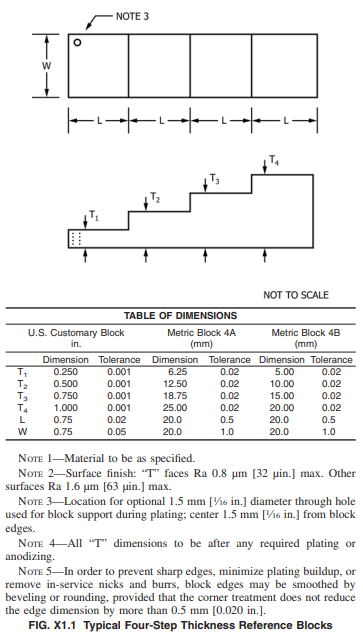 NOTE 3
W
L L L L
T4
T3
T2
T1
NOT TO SCALE
TABLE OF DIMENSIONS
U.S. Customary Block Metric Block 4A Metric Block 4B
in. (mm) (mm)
Dimension Tolerance Dimension Tolerance Dimension Tolerance
T1 0.250 0.001 6.25 0.02 5.00 0.02
T2 0.500 0.001 12.50 0.02 10.00 0.02
T3 0.750 0.001 18.75 0.02 15.00 0.02
T4 1.000 0.001 25.00 0.02 20.00 0.02
L 0.75 0.02 20.0 0.5 20.0 0.5
W 0.75 0.05 20.0 1.0 20.0 1.0
NOTE 1—Material to be as specified.
NOTE 2—Surface finish: “T” faces Ra 0.8 µm [32 µin.] max. Other
surfaces Ra 1.6 µm [63 µin.] max.
NOTE 3—Location for optional 1.5 mm [1⁄16 in.] diameter through hole
used for block support during plating; center 1.5 mm [1⁄16 in.] from block
edges.
NOTE 4—All “T” dimensions to be after any required plating or
anodizing.
NOTE 5—In order to prevent sharp edges, minimize plating buildup, or
remove in-service nicks and burrs, block edges may be smoothed by
beveling or rounding, provided that the corner treatment does not reduce
the edge dimension by more than 0.5 mm [0.020 in.].
FIG. X1.1 Typical Four-Step Thickness Reference Blocks